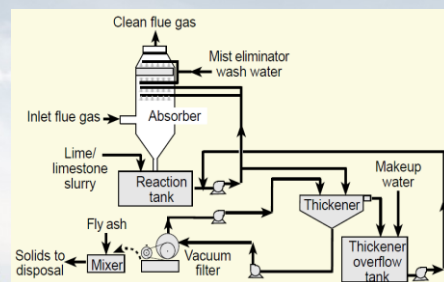 Clean flue gas
Mist eliminator
wash water
Inlet flue gas
Absorber
Lime/
limestone
slurry
Reaction
tank
Makeup
water
Thickener
Fly ash
Solids to
disposal
Mixer
Vacuum
filter
Thickener
overflow
tank